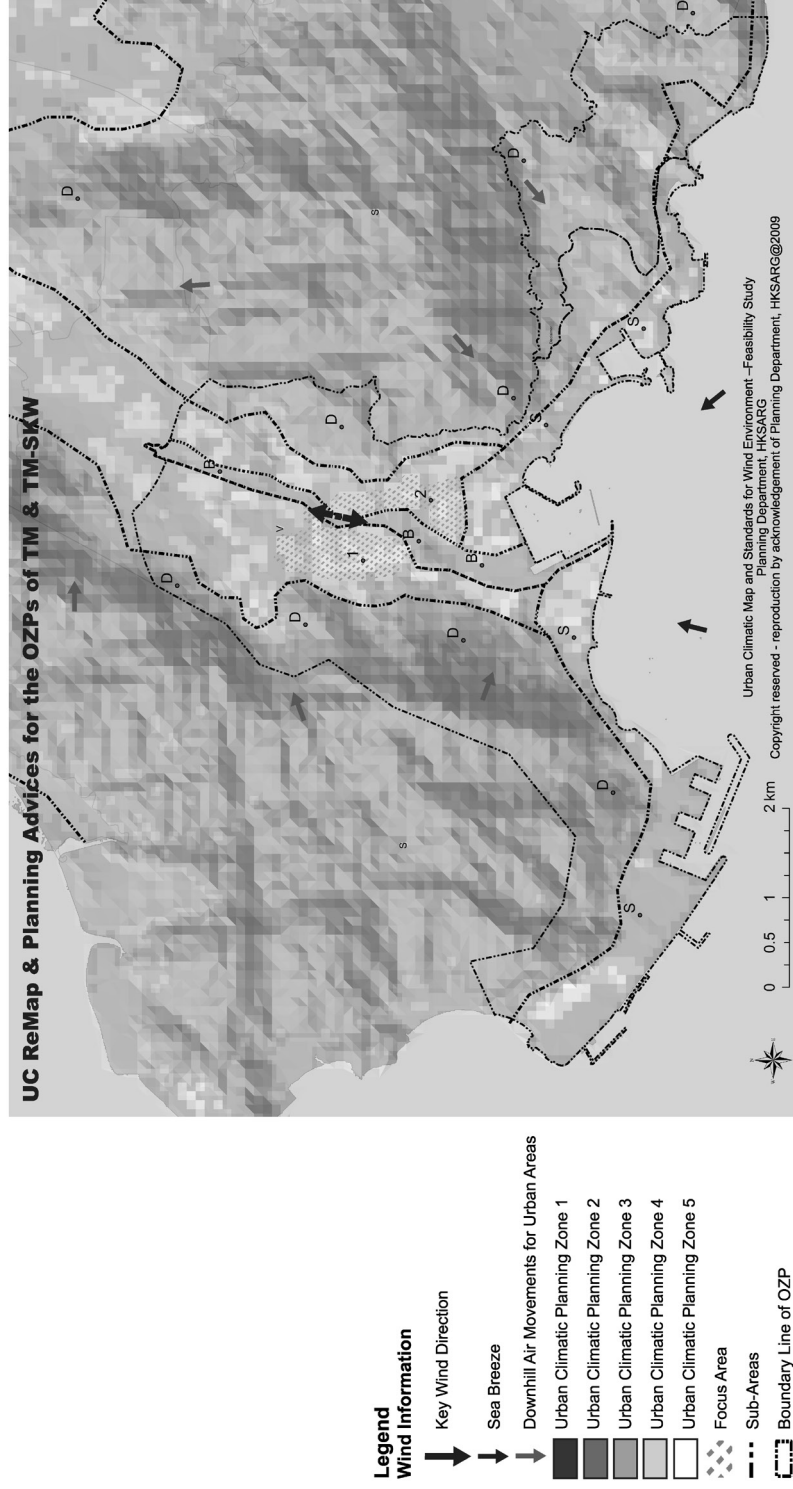 UC ReMap & Planning Advices for the OZPs of TM & TM-SKW
D
D
D
D
D
D
D
D
D
S
S
S
S
S
S
B
B
B
V
1
2
0 0.5 1 2 km
Urban Climatic Map and Standards for Wind Environment –Feasibility Study
Planning Department, HKSARG
Copyright reserved - reproduction by acknowledgement of Planning Department, HKSARG@2009
Legend
Wind Information
Key Wind Direction
Sea Breeze
Downhill Air Movements for Urban Areas
Urban Climatic Planning Zone 1
Urban Climatic Planning Zone 2
Urban Climatic Planning Zone 3
Urban Climatic Planning Zone 4
Urban Climatic Planning Zone 5
Focus Area
Sub-Areas
Boundary Line of OZP